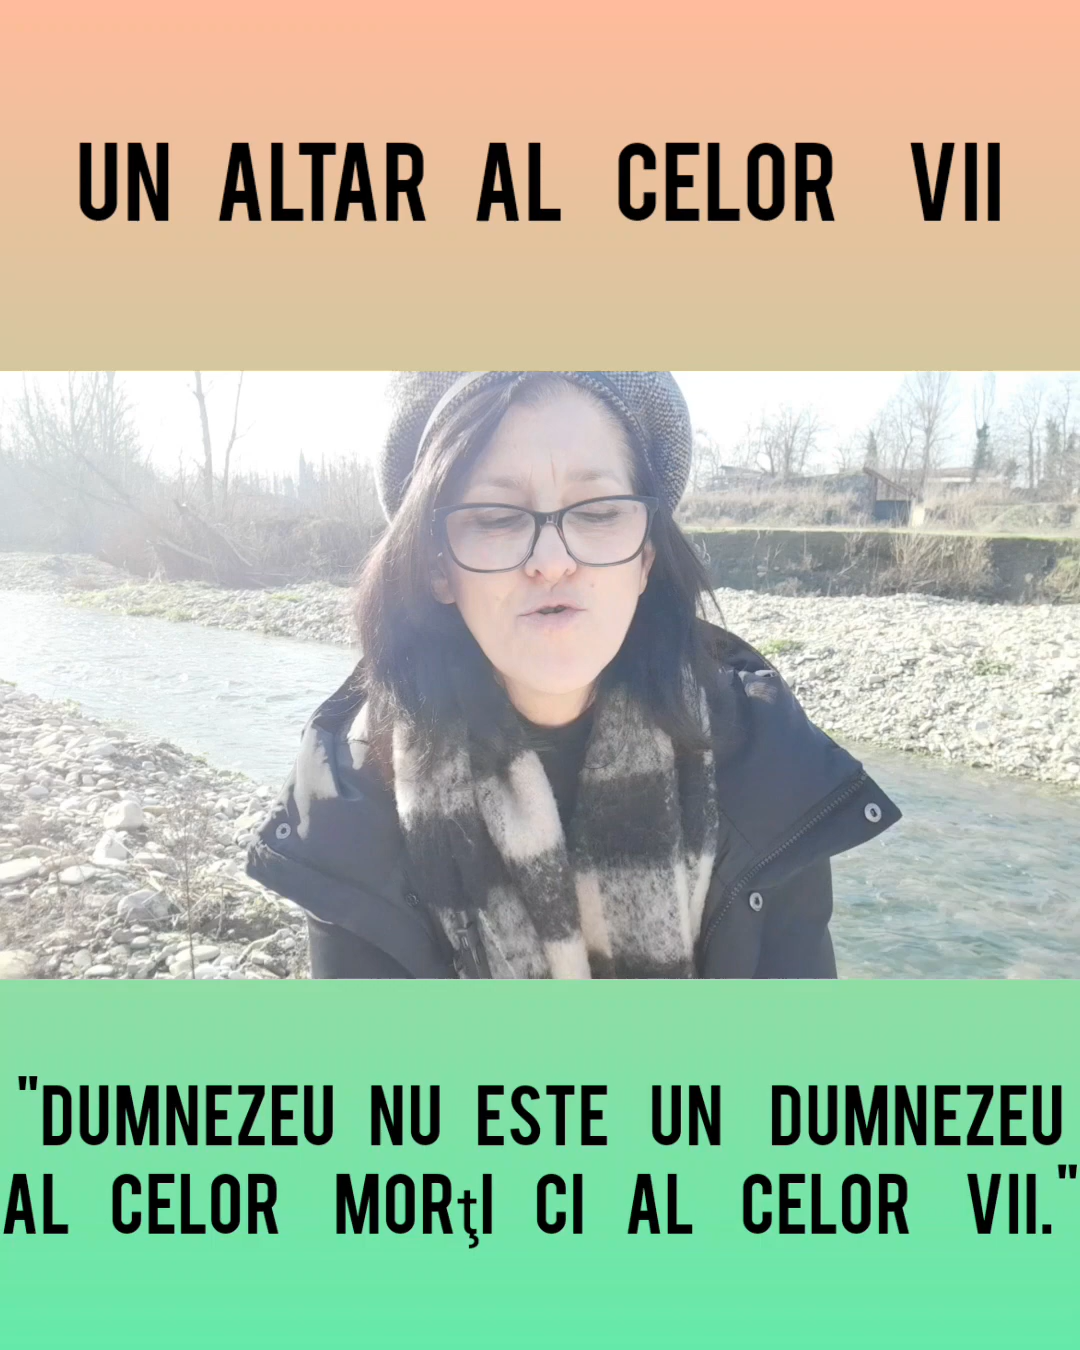 UN ALTAR AL CELOR VII
"DUMNEZEU NU ESTE UN DUMNEZEU
AL CELOR MORţI CI AL CELOR VII."